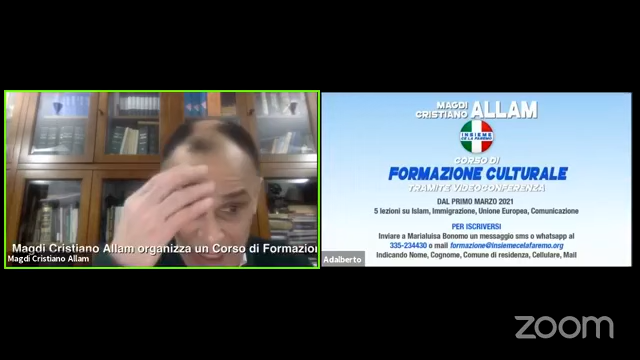 Magdi Cristiano Allam organizza un Corso di Formazion
Magdi Cristiano Allam
MAGDI
CRISTIANO ALLAM
INSIEME
CE LA FAREMO
CORSO DI
FORMAZIONE CULTURALE
TRAMITE VIDEOCONFERENZA
DAL PRIMO MARZO 2021
5 lezioni su Islam, Immigrazione, Unione Europea, Comunicazione
PER ISCRIVERSI
Inviare a Marialuisa Bonomo un messaggio sms o whatsapp al
335-234430 o mail formazione@insiemecelafaremo.org
Indicando Nome, Cognome, Comune di residenza, Cellulare, Mail
Adalberto
zoom